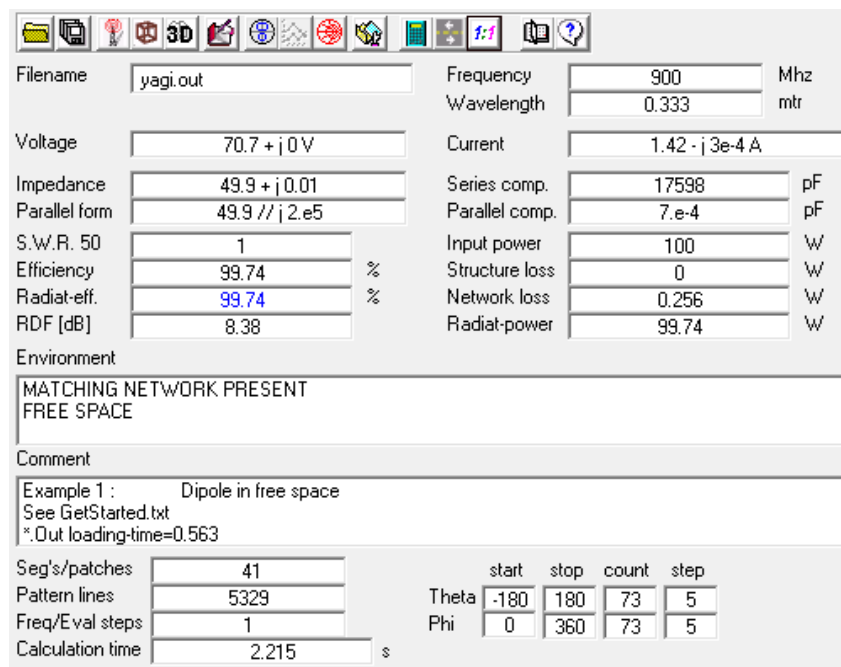 3D 1:1
Filename yagi.out Frequency 900 Mhz
Wavelength 0.333 mtr
Voltage 70.7 + j 0 V Current 1.42 - j 3e-4 A
Impedance 49.9 + j 0.01 Series comp. 17598 pF
Parallel form 49.9 // j 2.e5 Parallel comp. 7.e-4 pF
S.W.R. 50 1 Input power 100 W
Efficiency 99.74 % Structure loss 0 W
Radiat-eff. 99.74 % Network loss 0.256 W
RDF [dB] 8.38 Radiat-power 99.74 W
Environment
MATCHING NETWORK PRESENT
FREE SPACE
Comment
Example 1 : Dipole in free space
See GetStarted.txt
*.Out loading-time=0.563
Seg's/patches 41 start stop count step
Pattern lines 5329 Theta -180 180 73 5
Freq/Eval steps 1 Phi 0 360 73 5
Calculation time 2.215 s